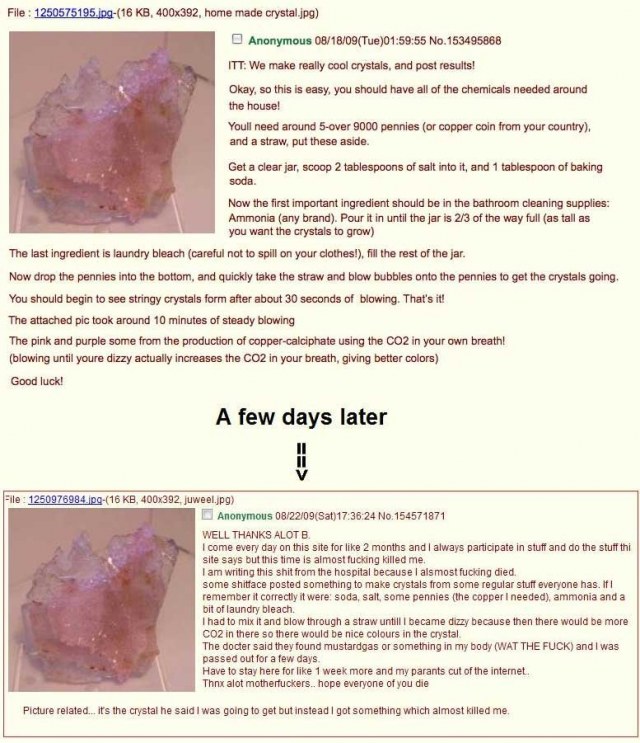 File : 1250575195.jpg-(16 KB, 400x392, home made crystal.jpg)
Anonymous 08/18/09(Tue)01:59:55 No.153495868
ITT: We make really cool crystals, and post results!
Okay, so this is easy, you should have all of the chemicals needed around
the house!
Youll need around 5-over 9000 pennies (or copper coin from your country),
and a straw, put these aside.
Get a clear jar, scoop 2 tablespoons of salt into it, and 1 tablespoon of baking
soda.
Now the first important ingredient should be in the bathroom cleaning supplies:
Ammonia (any brand). Pour it in until the jar is 2/3 of the way full (as tall as
you want the crystals to grow)
The last ingredient is laundry bleach (careful not to spill on your clothes!), fill the rest of the jar.
Now drop the pennies into the bottom, and quickly take the straw and blow bubbles onto the pennies to get the crystals going.
You should begin to see stringy crystals form after about 30 seconds of blowing. That's it!
The attached pic took around 10 minutes of steady blowing
The pink and purple some from the production of copper-calciphate using the CO2 in your own breath!
(blowing until youre dizzy actually increases the CO2 in your breath, giving better colors)
Good luck!
A few days later
==>
File : 1250976984.jpg-(16 KB, 400x392, juweel.jpg)
Anonymous 08/22/09(Sat)17:36:24 No.154571871
WELL THANKS ALOT B.
I come every day on this site for like 2 months and I always participate in stuff and do the stuff thi
site says but this time is almost fucking killed me.
I am writing this shit from the hospital because I alsmost fucking died.
some shitface posted something to make crystals from some regular stuff everyone has. If I
remember it correctly it were: soda, salt, some pennies (the copper I needed), ammonia and a
bit of laundry bleach.
I had to mix it and blow through a straw untill I became dizzy because then there would be more
CO2 in there so there would be nice colours in the crystal.
The docter said they found mustardgas or something in my body (WAT THE FUCK) and I was
passed out for a few days.
Have to stay here for like 1 week more and my parants cut of the internet..
Thnx alot motherfuckers.. hope everyone of you die
Picture related... it's the crystal he said I was going to get but instead I got something which almost killed me.